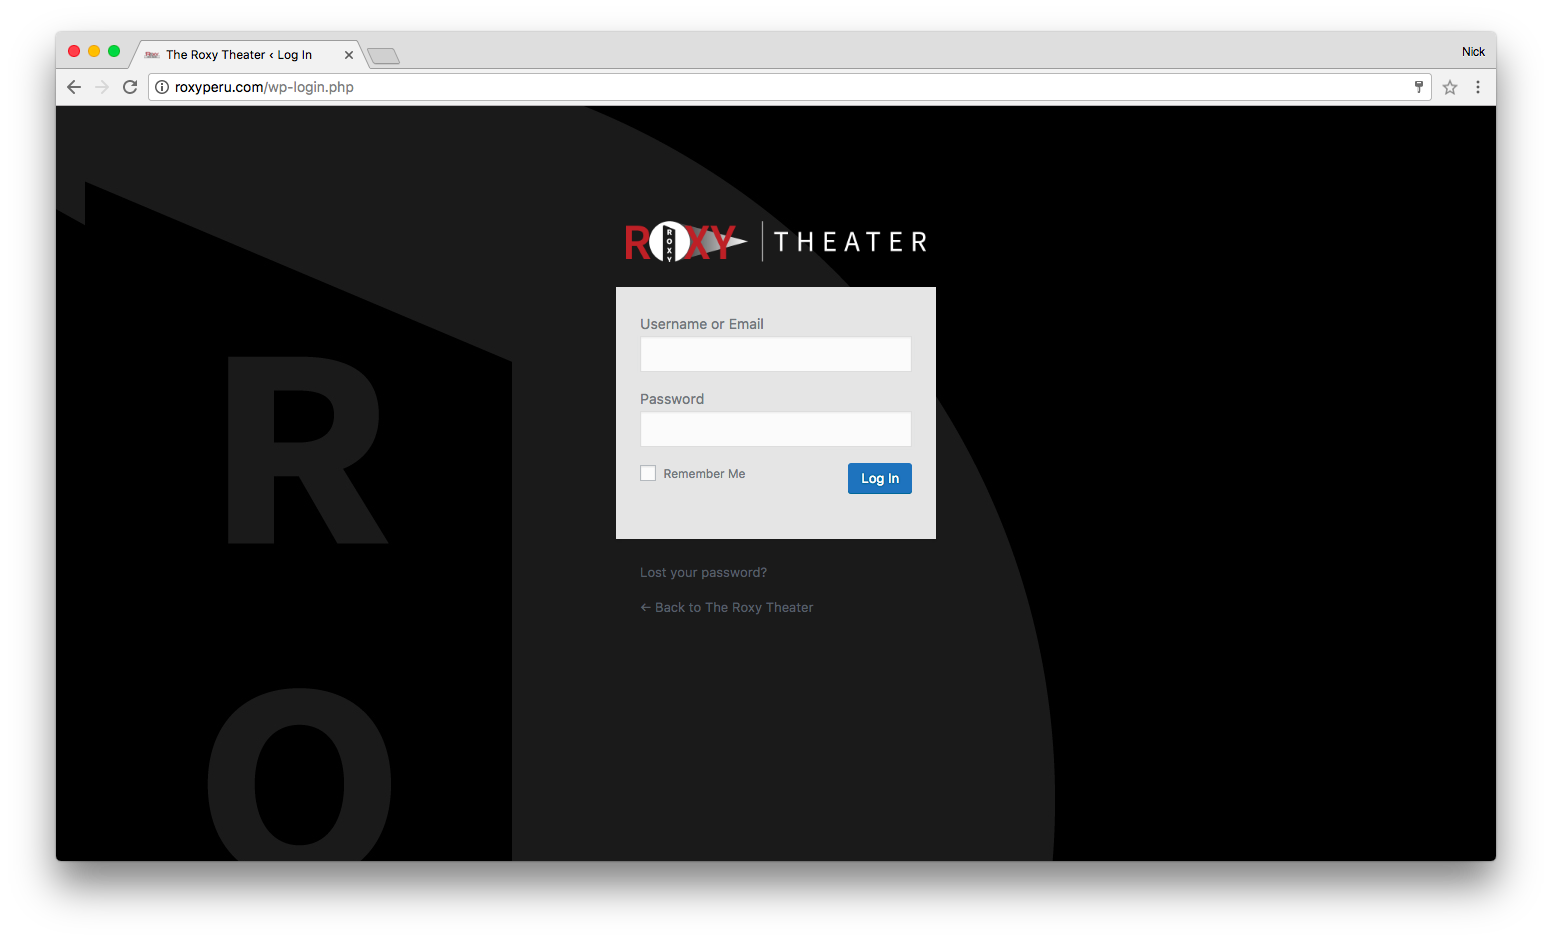 The Roxy Theater ‹ Log In
Nick
roxyperu.com/wp-login.php
ROXY
ROXY
THEATER
Username or Email
Password
Remember Me
Log In
Lost your password?
← Back to The Roxy Theater
R
O